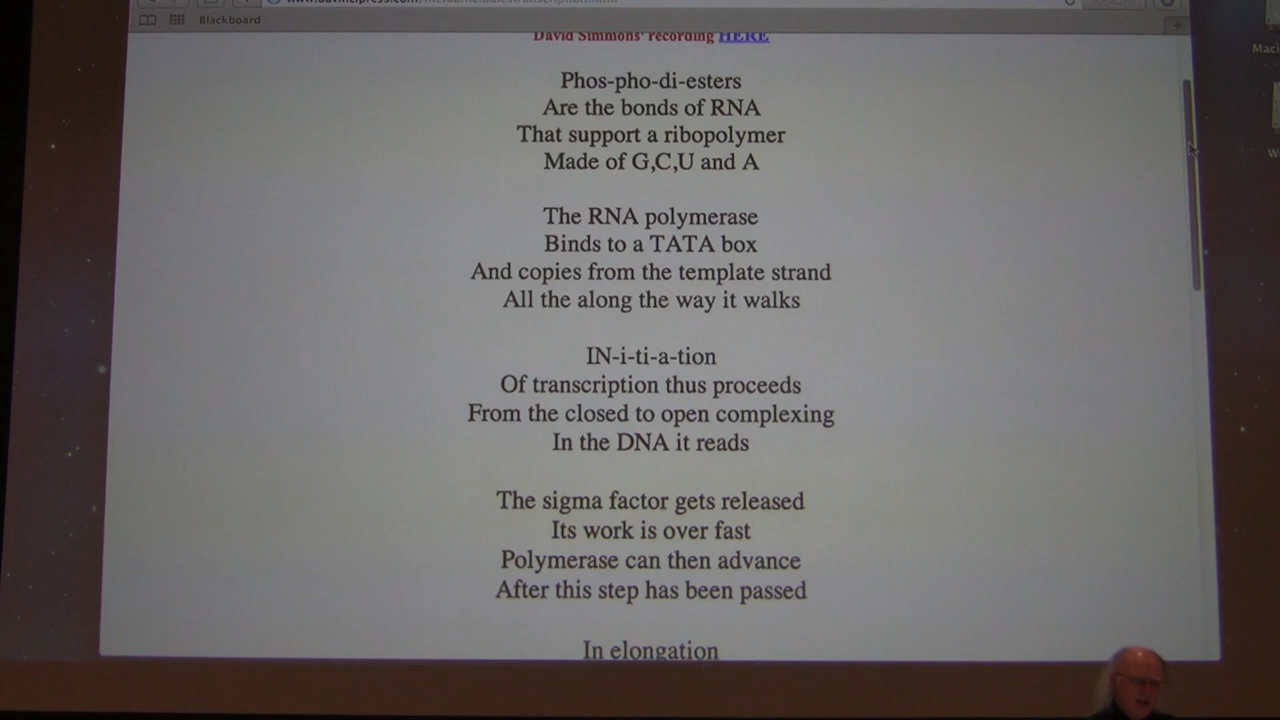 Blackboard
David Simmons' recording HERE
Phos-pho-di-esters
Are the bonds of RNA
That support a ribopolymer
Made of G,C,U and A
The RNA polymerase
Binds to a TATA box
And copies from the template strand
All the along the way it walks
IN-i-ti-a-tion
Of transcription thus proceeds
From the closed to open complexing
In the DNA it reads
The sigma factor gets released
Its work is over fast
Polymerase can then advance
After this step has been passed
In elongation